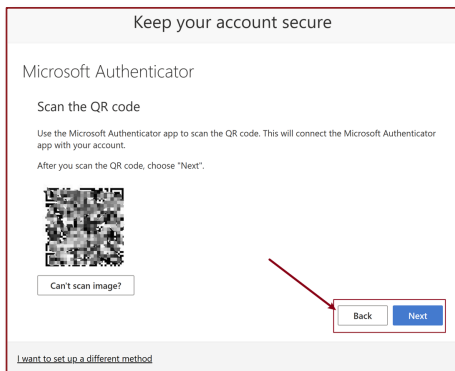 Keep your account secure
Microsoft Authenticator
Scan the QR code
Use the Microsoft Authenticator app to scan the QR code. This will connect the Microsoft Authenticator
app with your account.
After you scan the QR code, choose "Next".
Can't scan image?
Back Next
I want to set up a different method